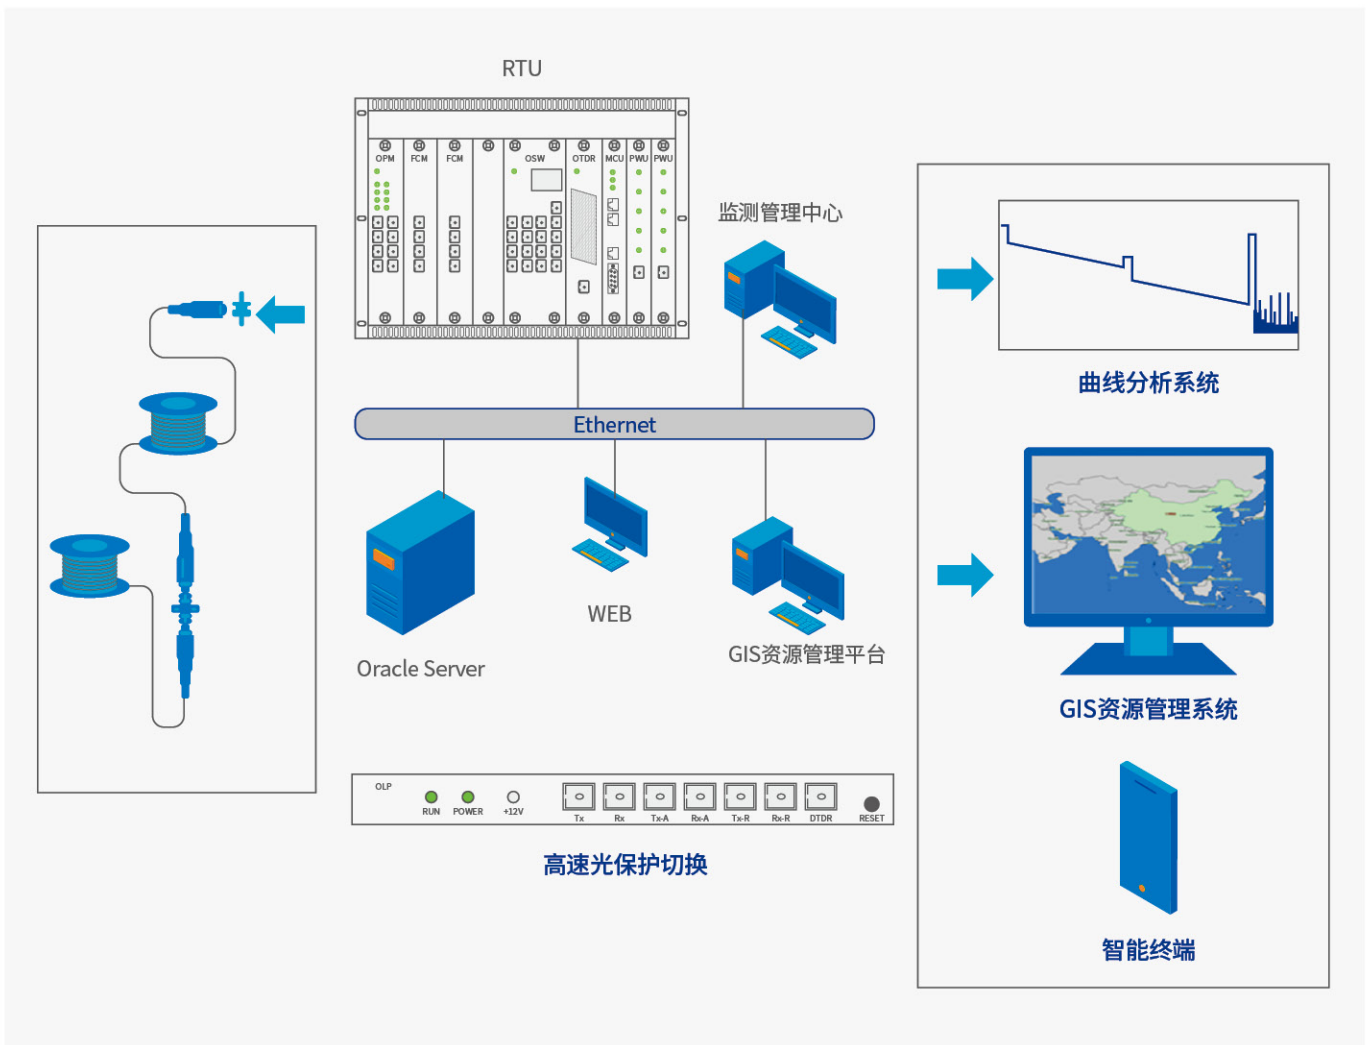 RTU
OPM FCM FCM OSW OTDR MCU PWU PWU
监测管理中心
Ethernet
曲线分析系统
Oracle Server
WEB
GIS资源管理平台
GIS资源管理系统
OLP
RUN POWER +12V Tx Rx Tx-A Rx-A Tx-R Rx-R DTDR RESET
高速光保护切换
智能终端